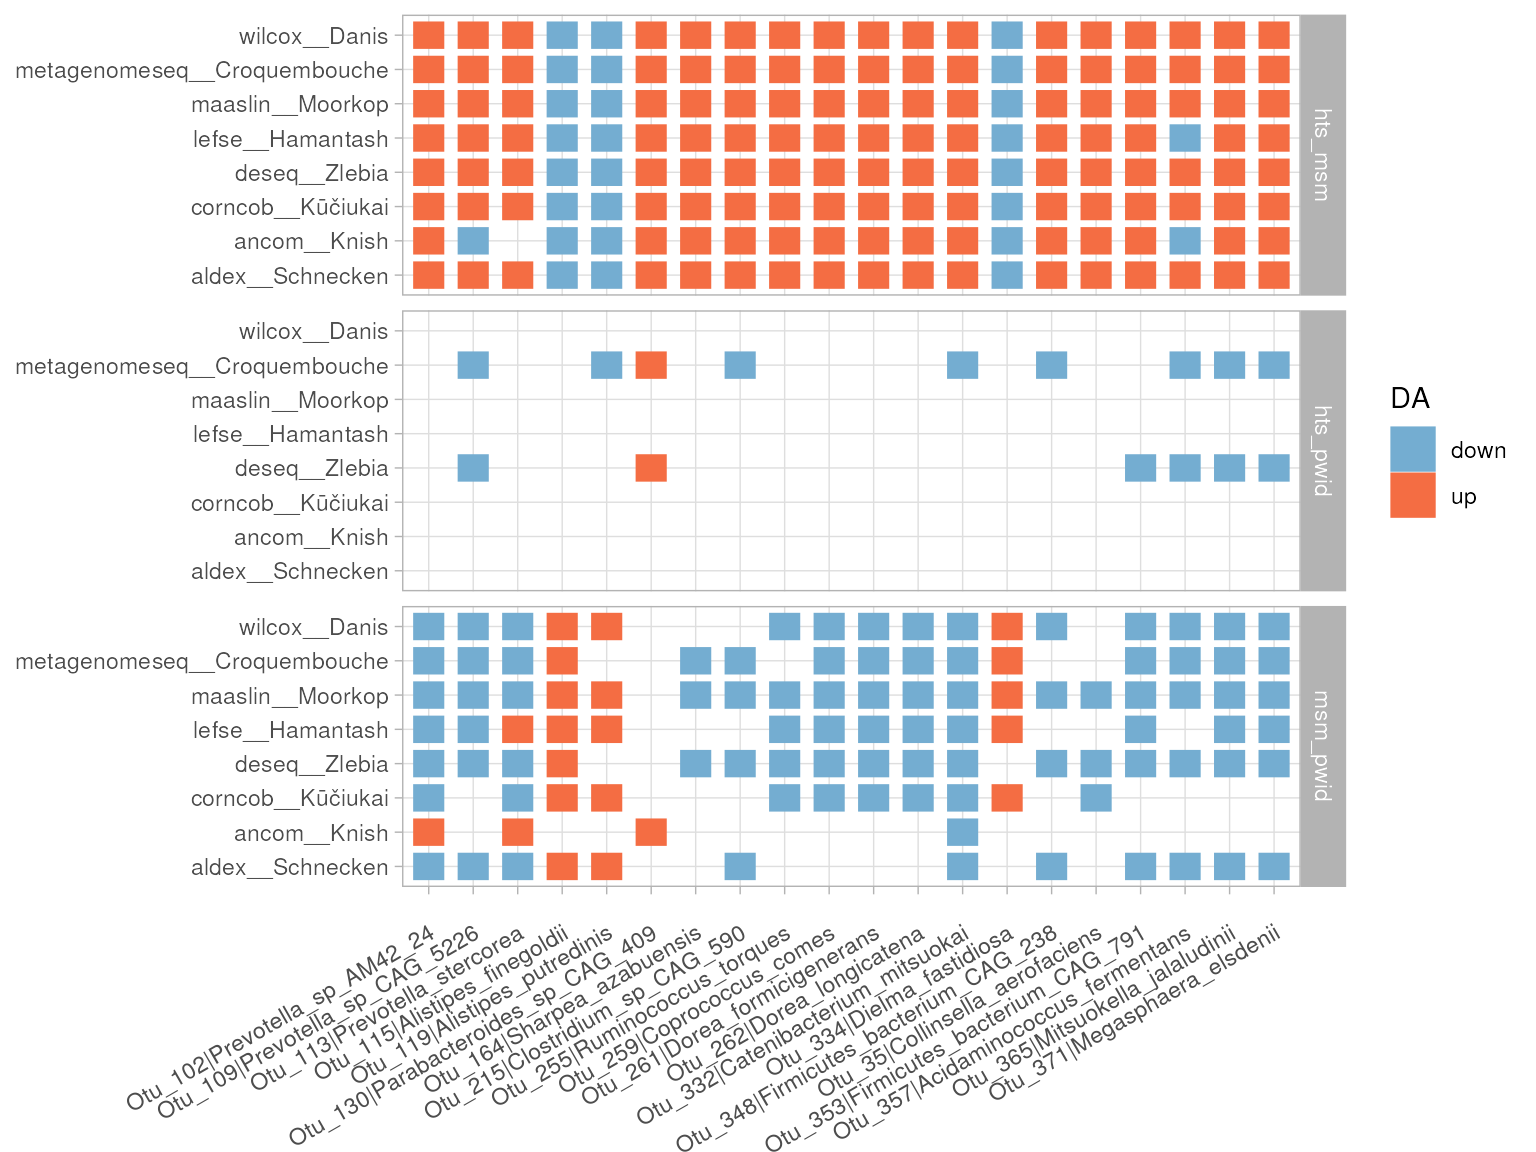 wilcox__Danis
metagenomeseq__Croquembouche
maaslin__Moorkop
lefse__Hamantash
deseq__Zlebia
corncob__Kūčiukai
ancom__Knish
aldex__Schnecken
hts_msm
wilcox__Danis
metagenomeseq__Croquembouche
maaslin__Moorkop
lefse__Hamantash
deseq__Zlebia
corncob__Kūčiukai
ancom__Knish
aldex__Schnecken
hts_pwid
wilcox__Danis
metagenomeseq__Croquembouche
maaslin__Moorkop
lefse__Hamantash
deseq__Zlebia
corncob__Kūčiukai
ancom__Knish
aldex__Schnecken
msm_pwid
Otu_102|Prevotella_sp_AM42_24
Otu_109|Prevotella_sp_CAG_5226
Otu_113|Prevotella_stercorea
Otu_115|Alistipes_finegoldii
Otu_119|Alistipes_putredinis
Otu_130|Parabacteroides_sp_CAG_409
Otu_164|Sharpea_azabuensis
Otu_215|Clostridium_sp_CAG_590
Otu_255|Ruminococcus_torques
Otu_259|Coprococcus_comes
Otu_261|Dorea_formicigenerans
Otu_262|Dorea_longicatena
Otu_332|Catenibacterium_mitsuokai
Otu_334|Dielma_fastidiosa
Otu_348|Firmicutes_bacterium_CAG_238
Otu_35|Collinsella_aerofaciens
Otu_353|Firmicutes_bacterium_CAG_791
Otu_357|Acidaminococcus_fermentans
Otu_365|Mitsuokella_jalaludinii
Otu_371|Megasphaera_elsdenii
DA
down
up